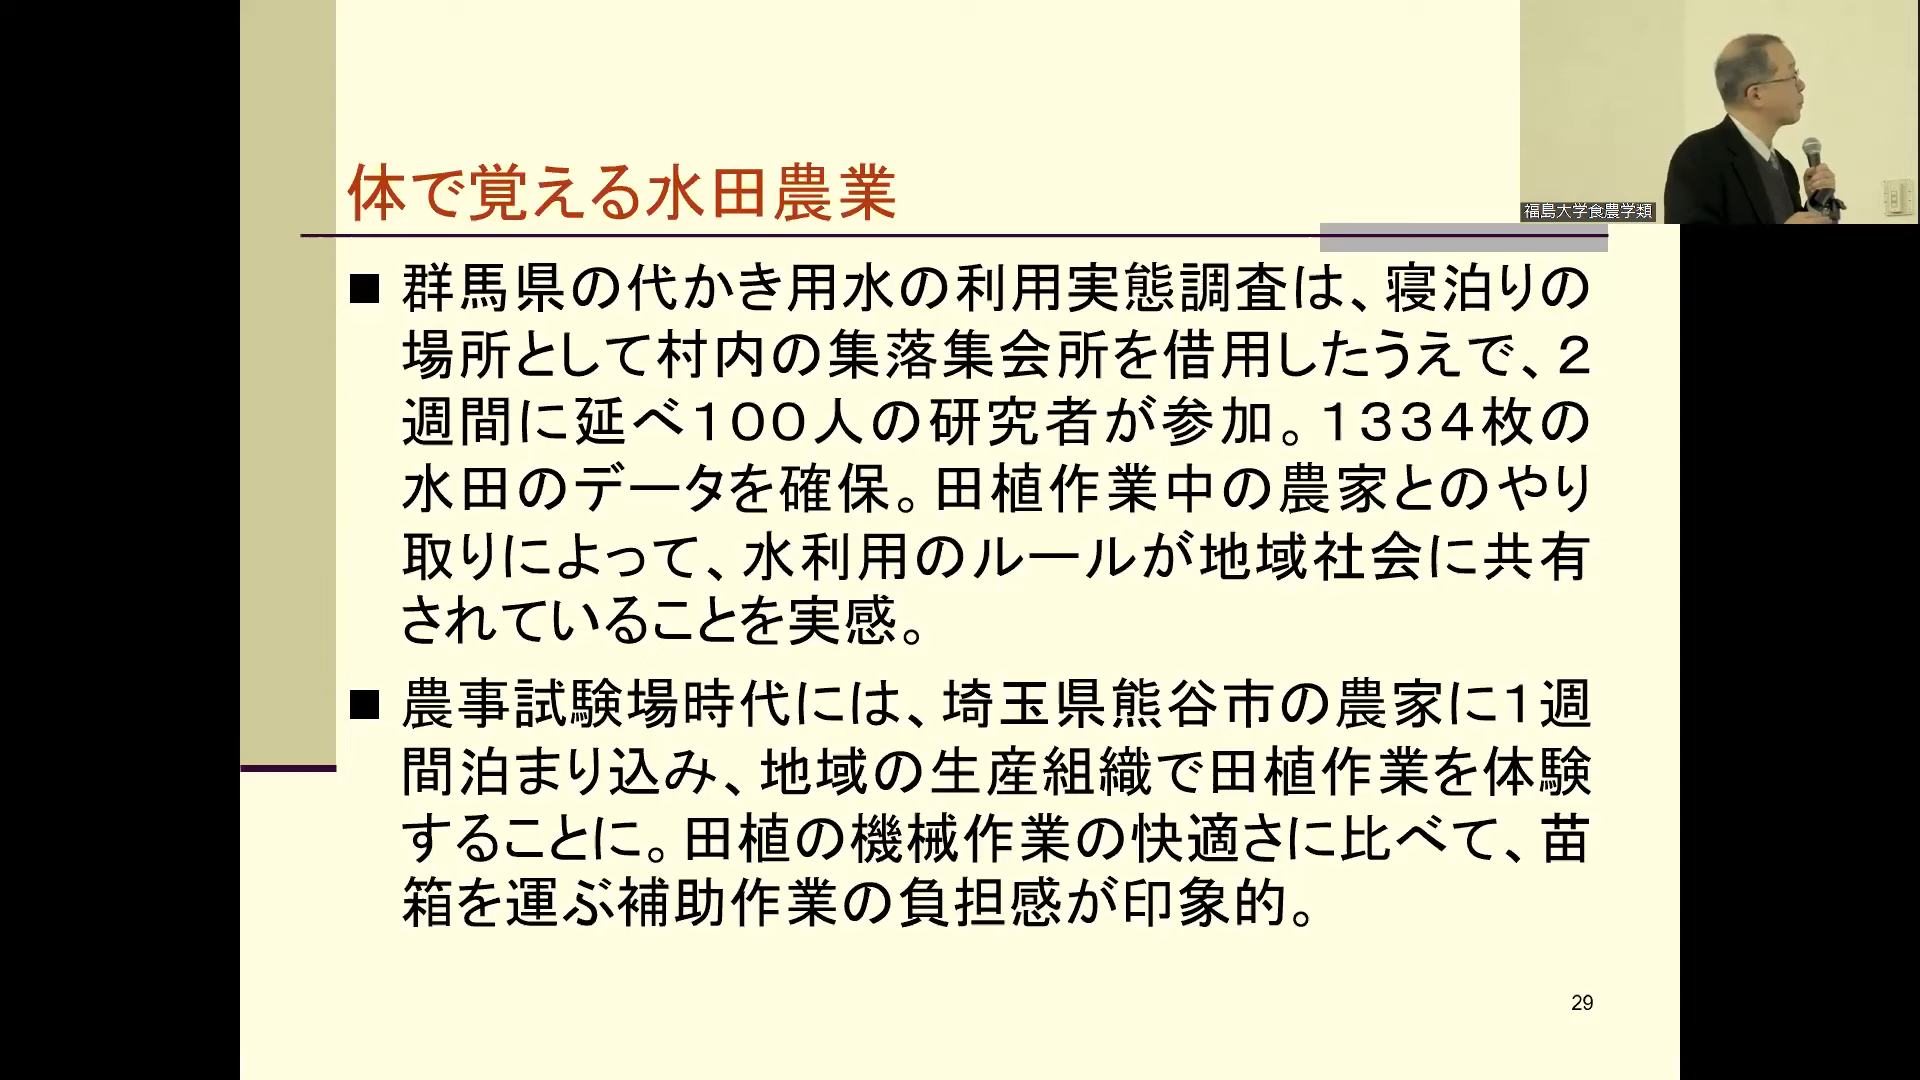 体で覚える水田農業
福島大学食農学類
■ 群馬県の代かき用水の利用実態調査は、寝泊りの
場所として村内の集落集会所を借用したうえで、２
週間に延べ１００人の研究者が参加。１３３４枚の
水田のデータを確保。田植作業中の農家とのやり
取りによって、水利用のルールが地域社会に共有
されていることを実感。
■ 農事試験場時代には、埼玉県熊谷市の農家に１週
間泊まり込み、地域の生産組織で田植作業を体験
することに。田植の機械作業の快適さに比べて、苗
箱を運ぶ補助作業の負担感が印象的。
29